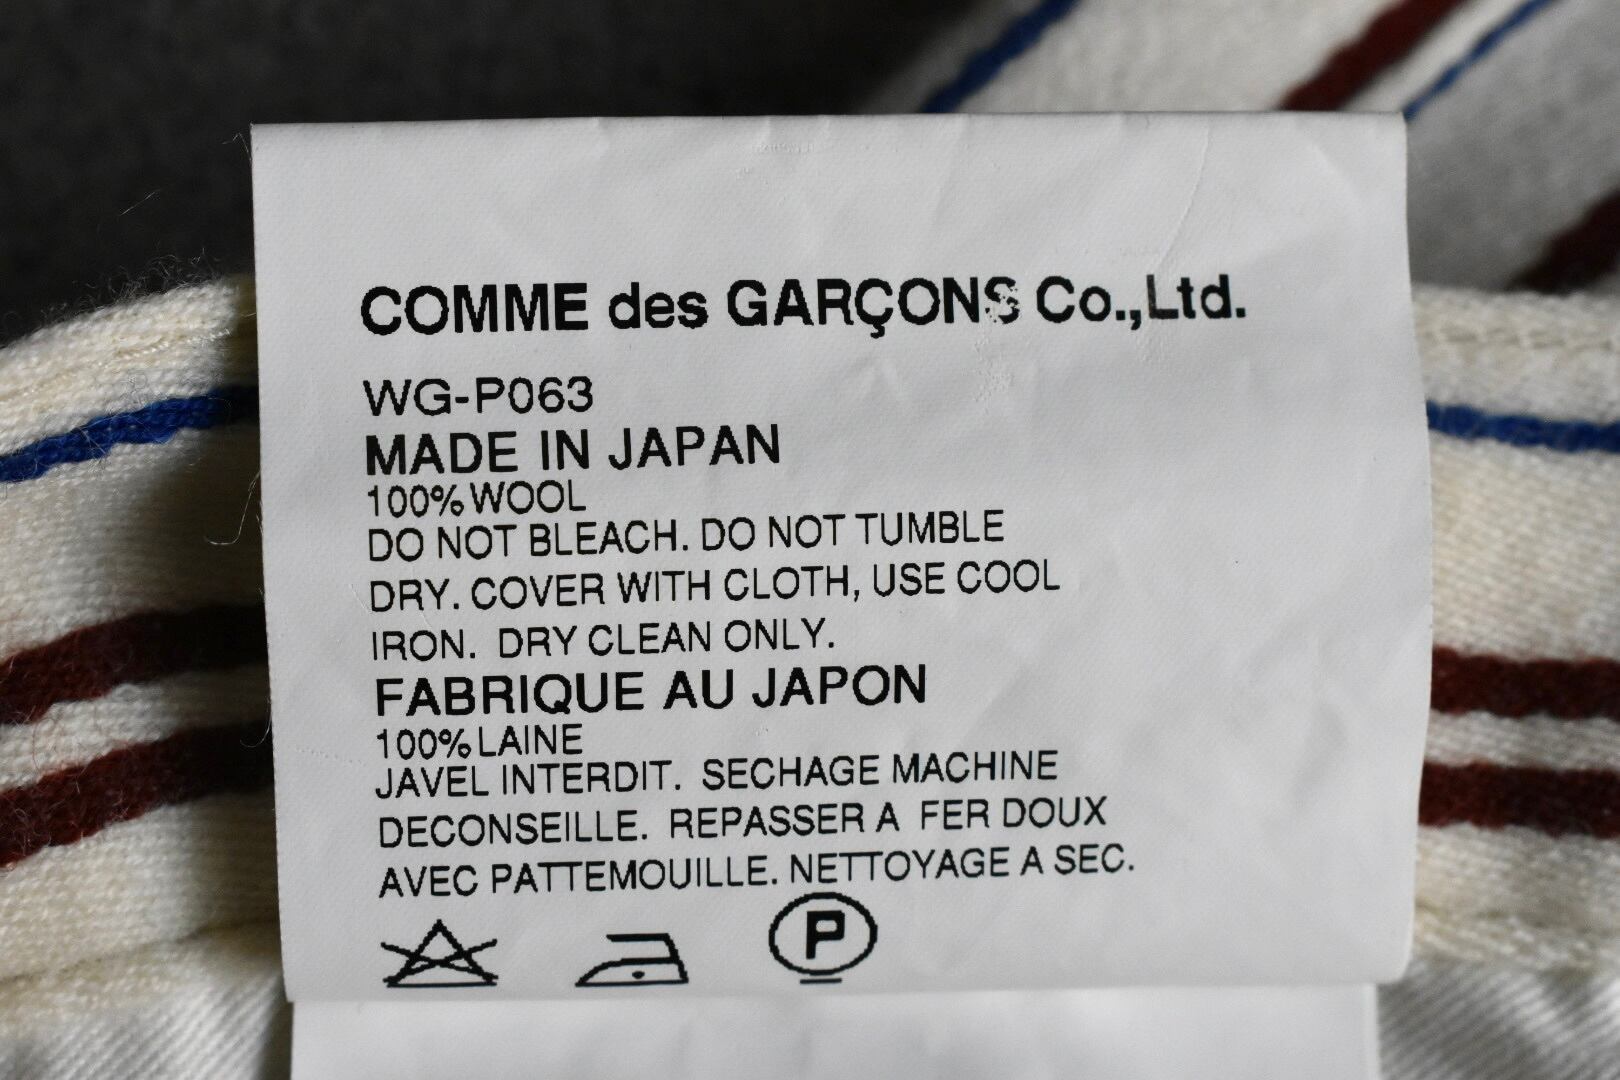 COMME des GARÇONS Co.,Ltd.
WG-P063
MADE IN JAPAN
100% WOOL
DO NOT BLEACH. DO NOT TUMBLE
DRY. COVER WITH CLOTH, USE COOL
IRON. DRY CLEAN ONLY.
FABRIQUE AU JAPON
100% LAINE
JAVEL INTERDIT. SECHAGE MACHINE
DECONSEILLE. REPASSER A FER DOUX
AVEC PATTEMOUILLE. NETTOYAGE A SEC.
P